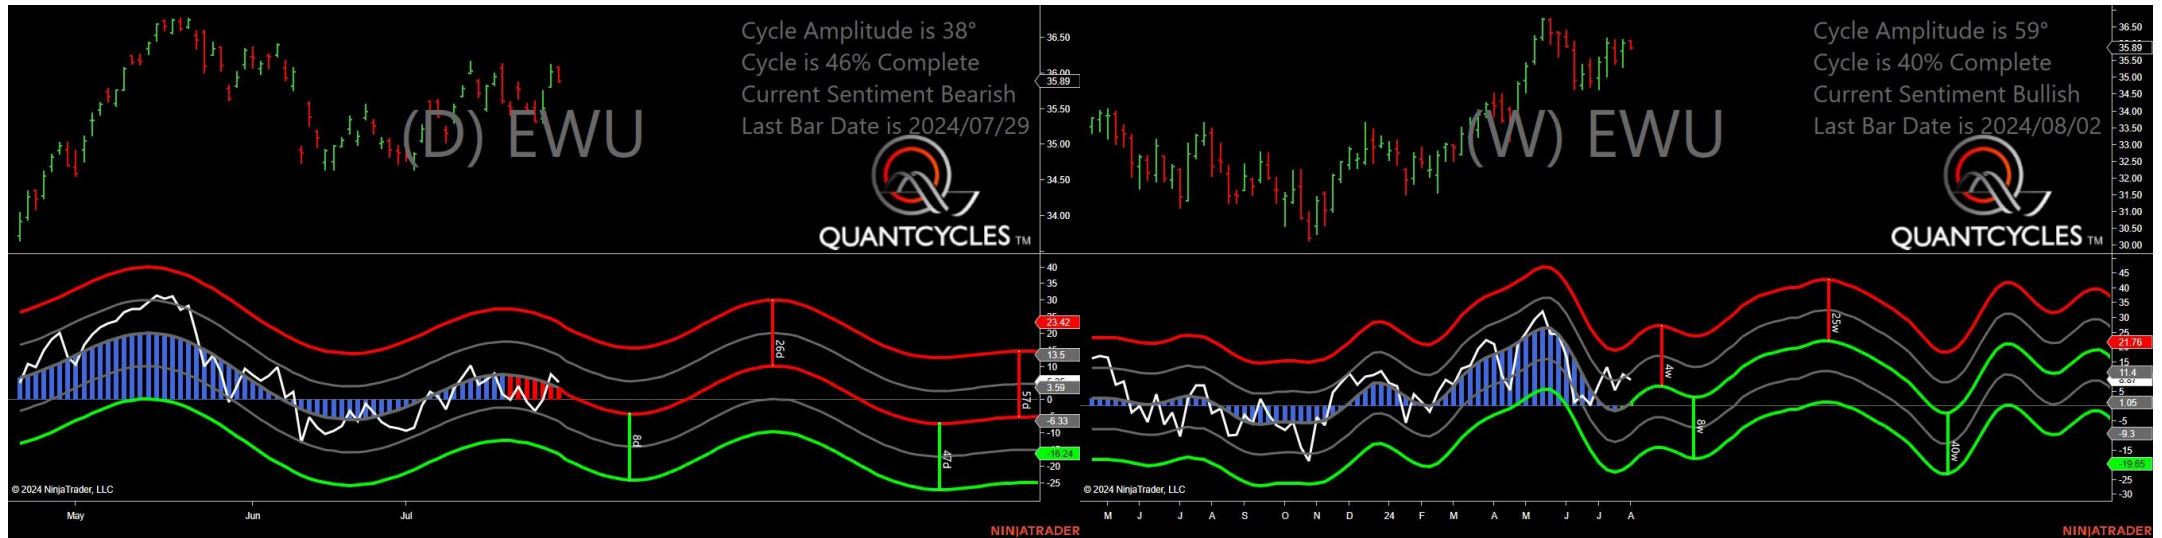 Cycle Amplitude is 38°
Cycle is 46% Complete
Current Sentiment Bearish
Last Bar Date is 2024/07/29
(D) EWU
QUANTCYCLES TM
36.50
36.00
35.89
35.50
35.00
34.50
34.00
40
35
30
25
23.42
20
13.5
3.59
0
-6.33
-10
-16.24
-20
-25
8d
26d
47d
57d
© 2024 NinjaTrader, LLC
May
Jun
Jul
NINJATRADER
Cycle Amplitude is 59°
Cycle is 40% Complete
Current Sentiment Bullish
Last Bar Date is 2024/08/02
(W) EWU
QUANTCYCLES TM
36.50
35.89
35.50
35.00
34.50
34.00
33.50
33.00
32.50
32.00
31.50
31.00
30.50
30.00
45
40
35
30
25
21.76
15
11.4
5
1.05
-5
-9.3
-15
-19.65
-25
-30
4w
8w
25w
40w
© 2024 NinjaTrader, LLC
M J J A S O N D 24 F M A M J J A
NINJATRADER